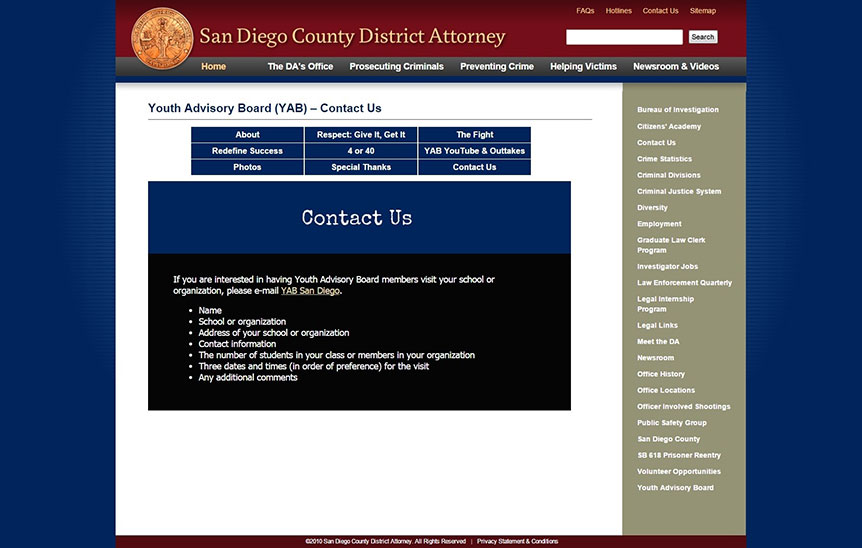 FAQs Hotlines Contact Us Sitemap
San Diego County District Attorney
Search
Home The DA's Office Prosecuting Criminals Preventing Crime Helping Victims Newsroom & Videos
Youth Advisory Board (YAB) – Contact Us
About Respect: Give It, Get It The Fight
Redefine Success 4 or 40 YAB YouTube & Outtakes
Photos Special Thanks Contact Us
Contact Us
If you are interested in having Youth Advisory Board members visit your school or
organization, please e-mail YAB San Diego.
• Name
• School or organization
• Address of your school or organization
• Contact information
• The number of students in your class or members in your organization
• Three dates and times (in order of preference) for the visit
• Any additional comments
Bureau of Investigation
Citizens' Academy
Contact Us
Crime Statistics
Criminal Divisions
Criminal Justice System
Diversity
Employment
Graduate Law Clerk
Program
Investigator Jobs
Law Enforcement Quarterly
Legal Internship
Program
Legal Links
Meet the DA
Newsroom
Office History
Office Locations
Officer Involved Shootings
Public Safety Group
San Diego County
SB 618 Prisoner Reentry
Volunteer Opportunities
Youth Advisory Board
©2010 San Diego County District Attorney. All Rights Reserved | Privacy Statement & Conditions